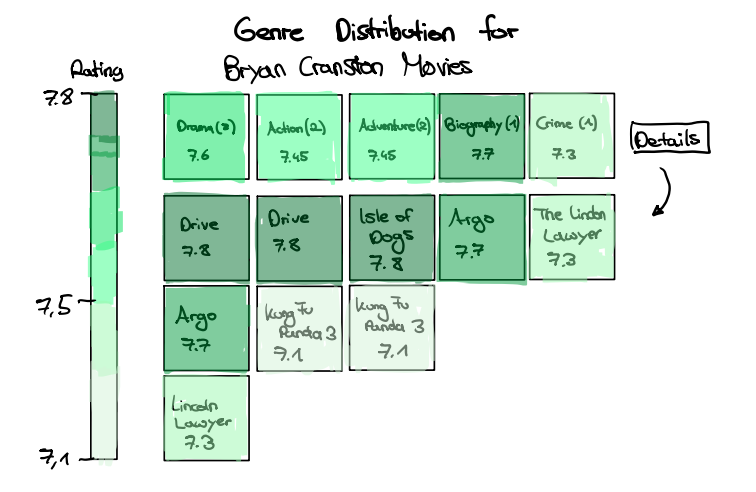 Genre Distribution for
Bryan Cranston Movies
Rating
7.8
7,5
7,1
Drama (3)
7.6
Action (2)
7.45
Adventure (2)
7.45
Biography (1)
7.7
Crime (1)
7.3
Details
Drive
7.8
Drive
7.8
Isle of
Dogs
7.8
Argo
7.7
The Lincoln
Lawyer
7.3
Argo
7.7
Kung Fu
Panda 3
7.1
Kung Fu
Panda 3
7.1
Lincoln
Lawyer
7.3